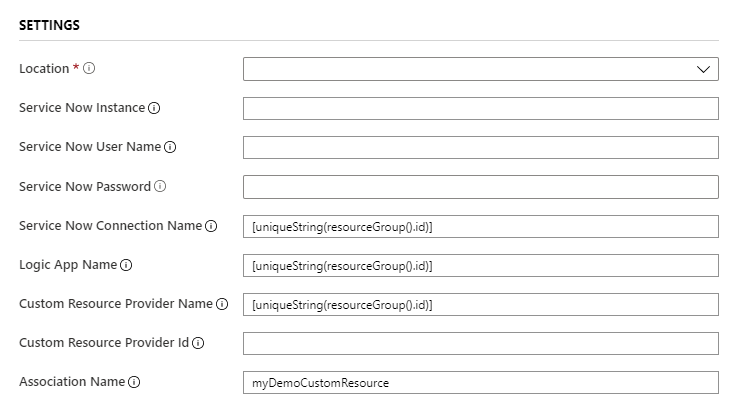 SETTINGS
Location *
Service Now Instance
Service Now User Name
Service Now Password
Service Now Connection Name [uniqueString(resourceGroup().id)]
Logic App Name [uniqueString(resourceGroup().id)]
Custom Resource Provider Name [uniqueString(resourceGroup().id)]
Custom Resource Provider Id
Association Name myDemoCustomResource